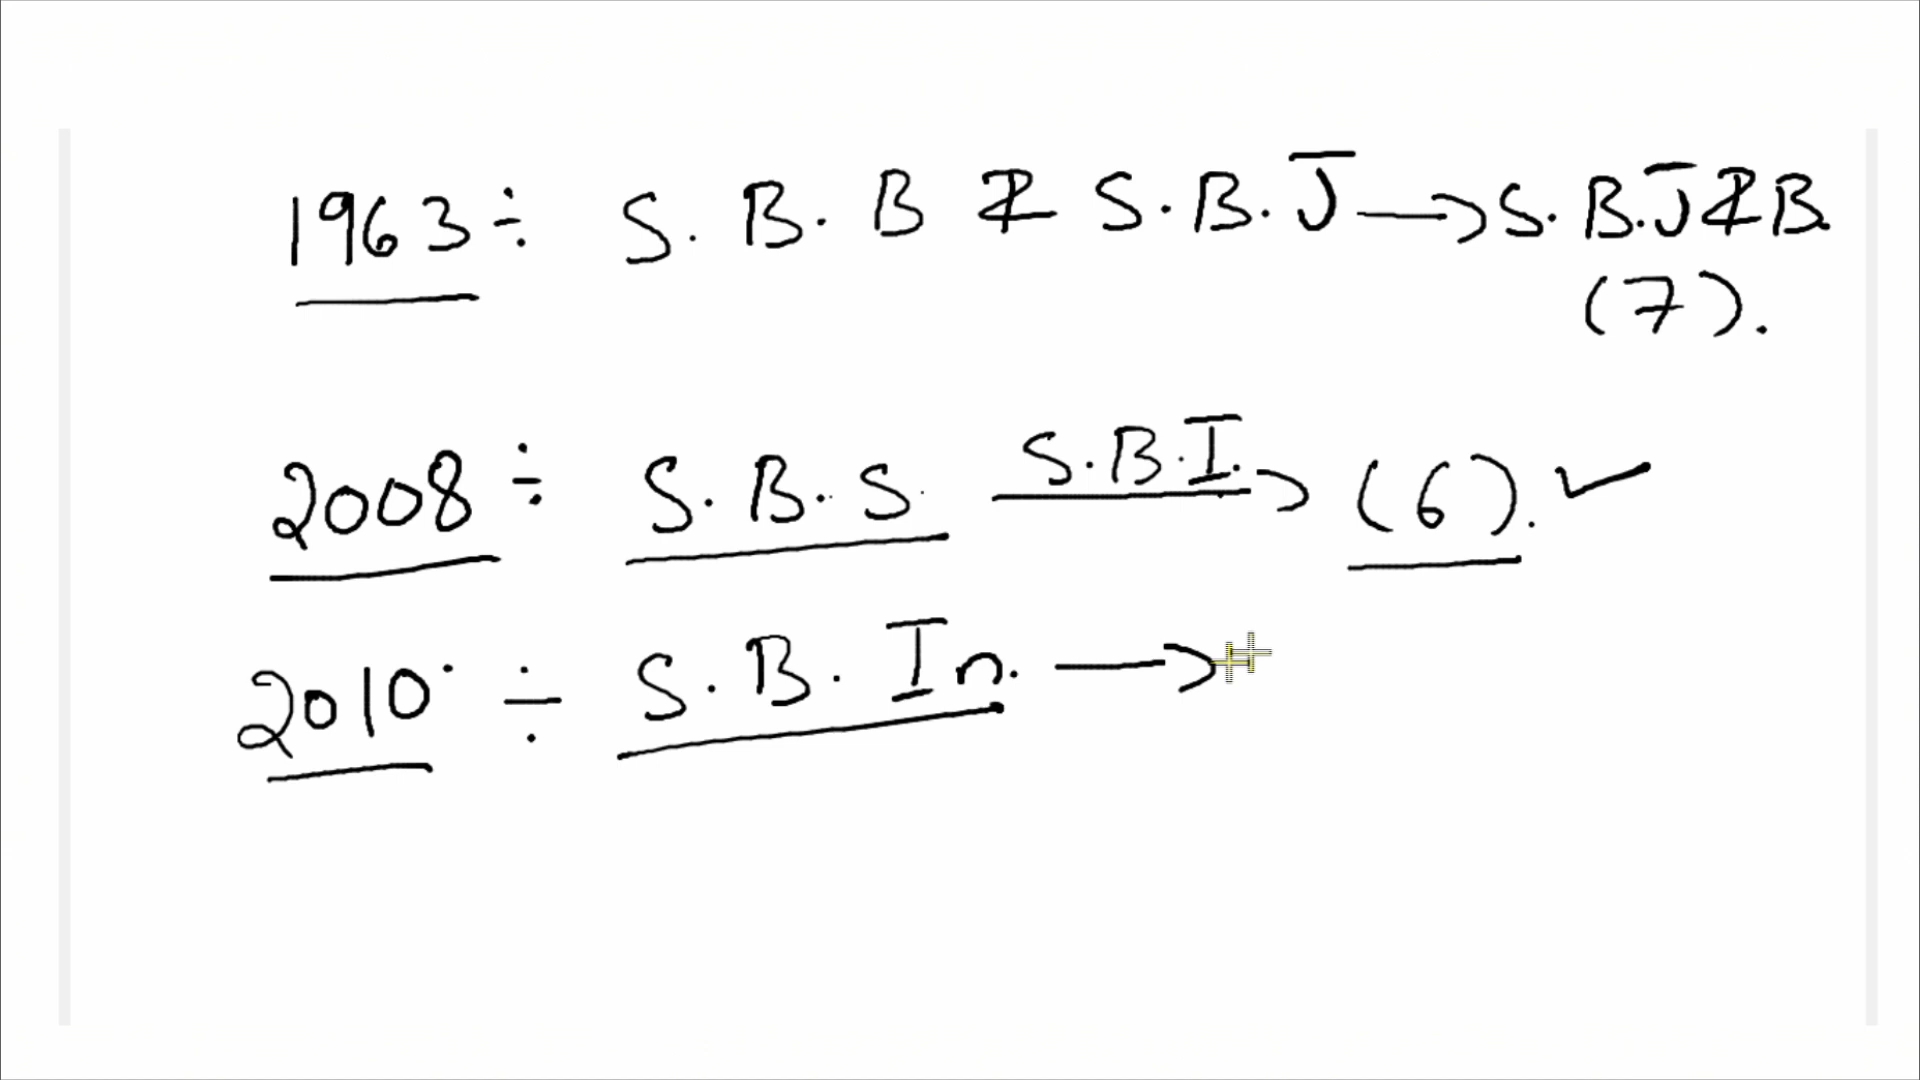 1963 ÷ S. B. B & S. B. J → S. B. J & B
(7).
2008 ÷ S. B. S. S. B. I. → (6). ✓
2010 ÷ S. B. In. →